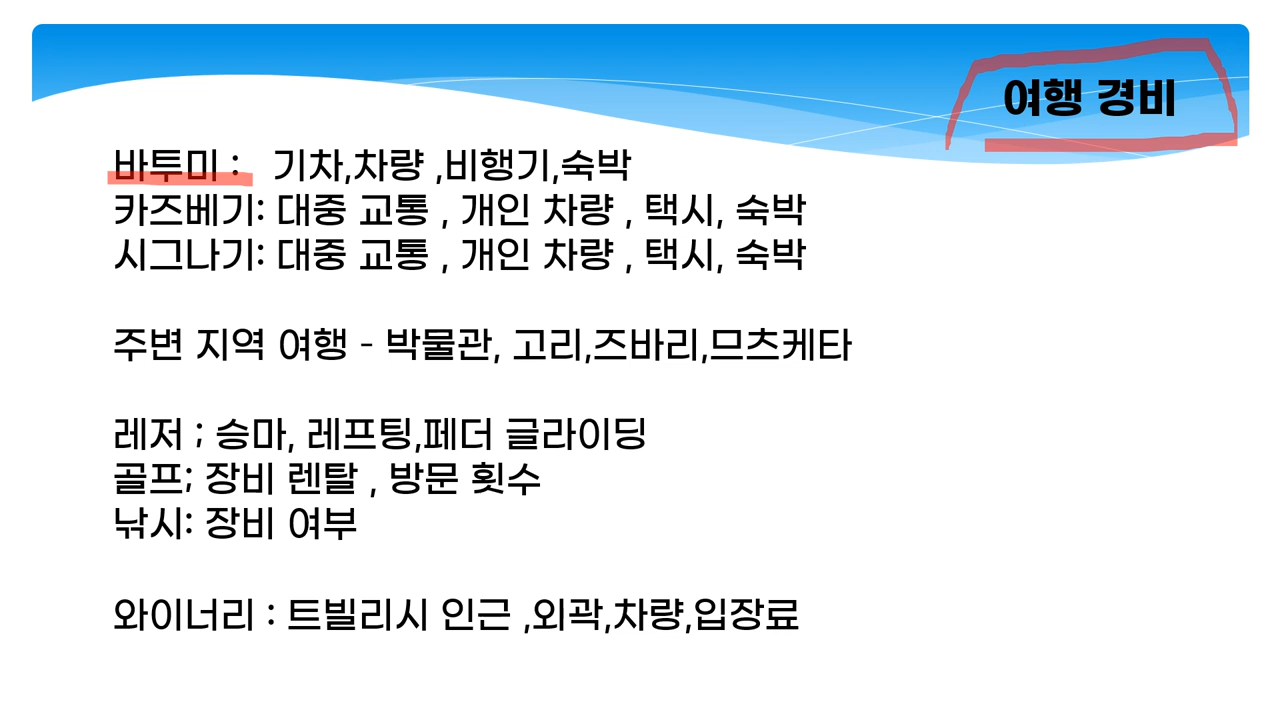 여행 경비
바투미 : 기차,차량 ,비행기,숙박
카즈베기: 대중 교통 , 개인 차량 , 택시, 숙박
시그나기: 대중 교통 , 개인 차량 , 택시, 숙박
주변 지역 여행 - 박물관, 고리,즈바리,므츠케타
레저 ; 승마, 레프팅,페더 글라이딩
골프; 장비 렌탈 , 방문 횟수
낚시: 장비 여부
와이너리 : 트빌리시 인근 ,외곽,차량,입장료